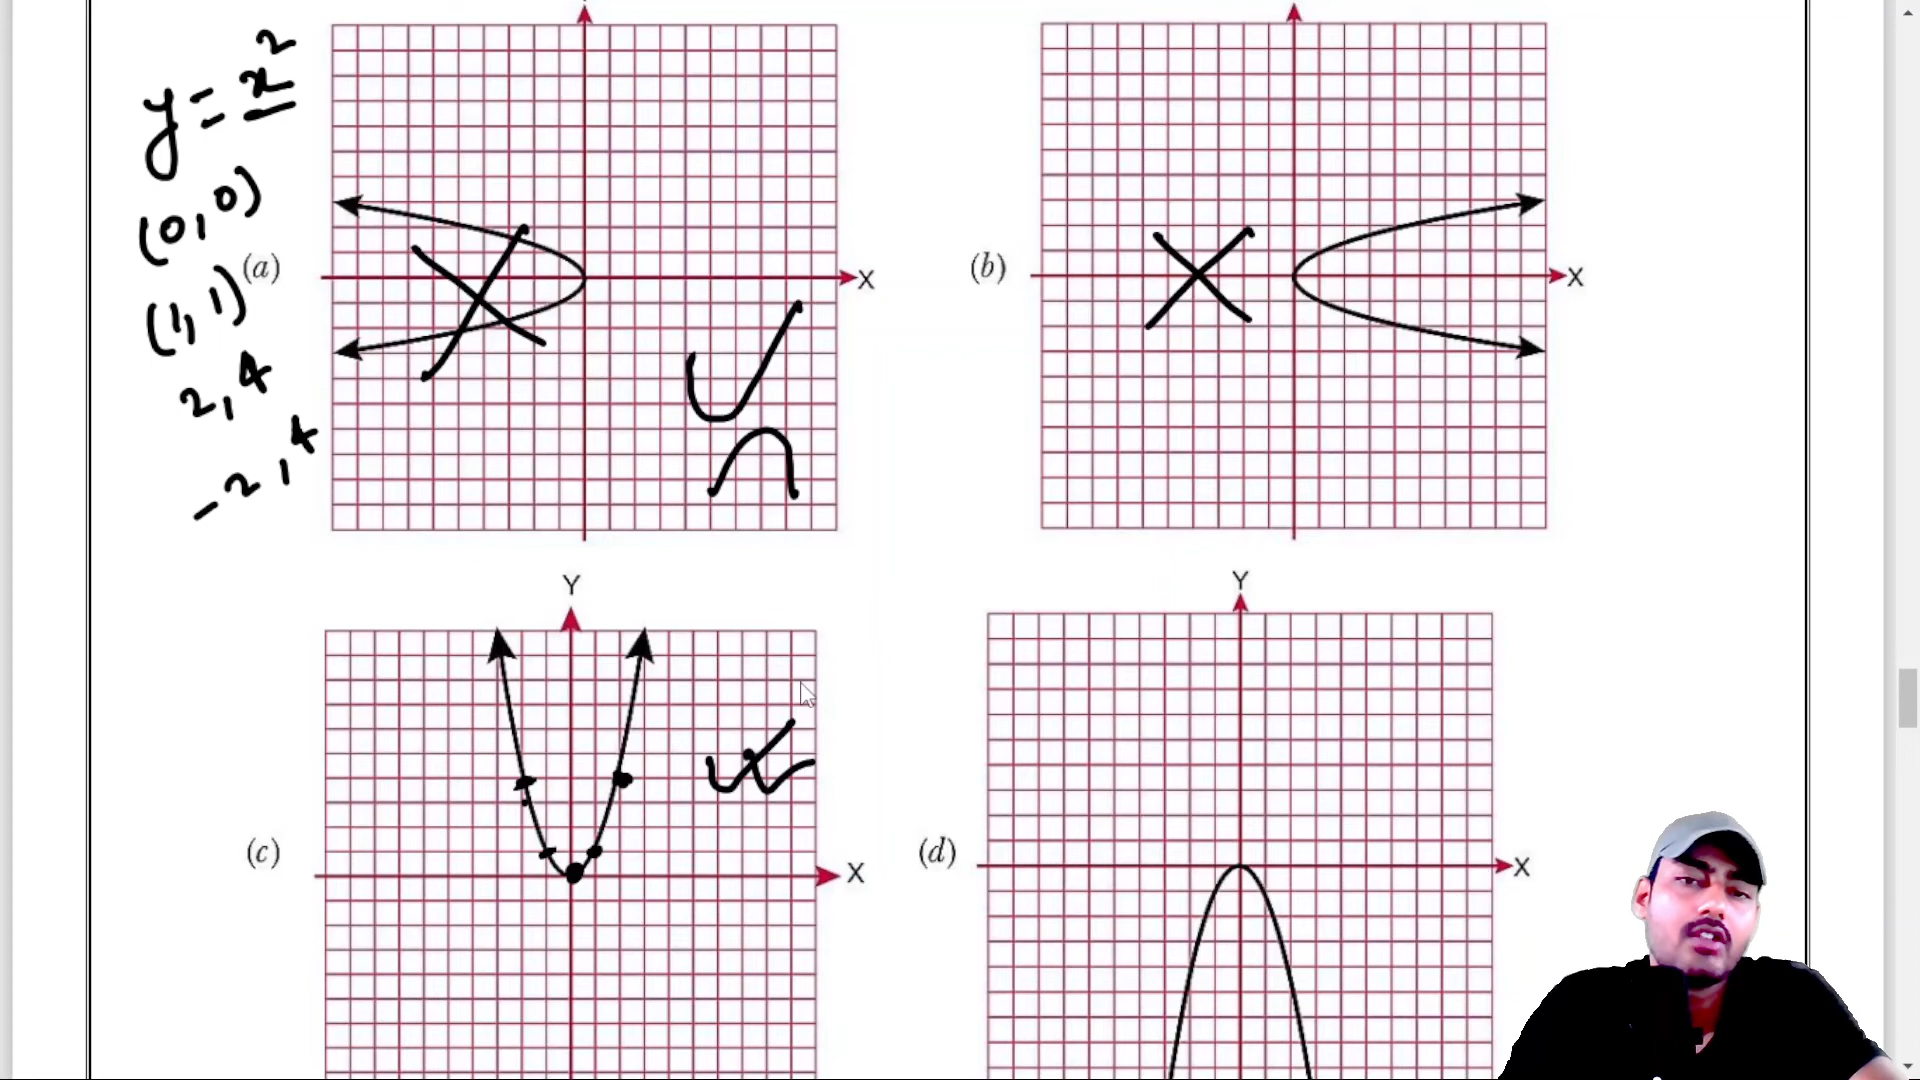 y = x²
(0, 0)
(1, 1)
2, 4
-2, 4
(a)
X
(b)
X
Y
(c)
X
Y
(d)
X